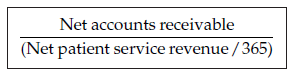 Net accounts receivable
(Net patient service revenue / 365)